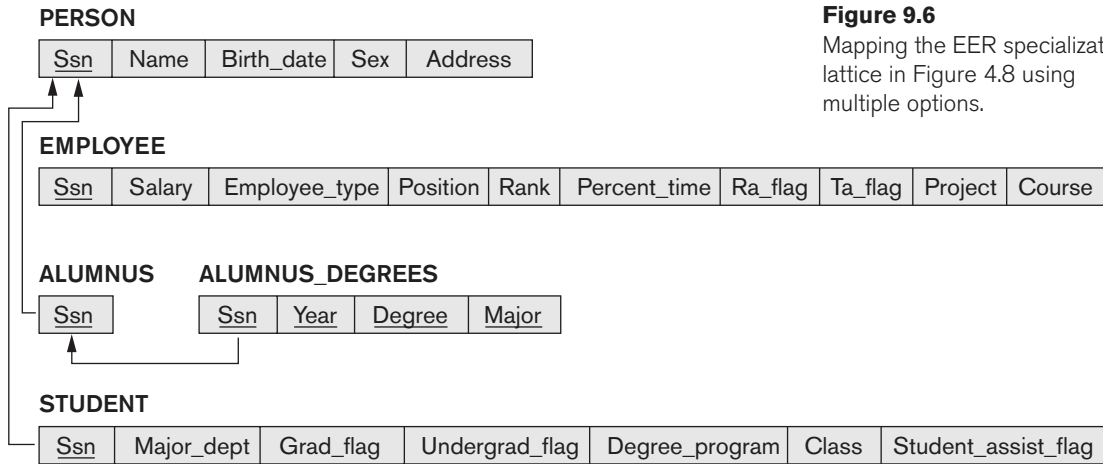 PERSON
Ssn Name Birth_date Sex Address
Figure 9.6
Mapping the EER specializat
lattice in Figure 4.8 using
multiple options.
EMPLOYEE
Ssn Salary Employee_type Position Rank Percent_time Ra_flag Ta_flag Project Course
ALUMNUS ALUMNUS_DEGREES
Ssn Ssn Year Degree Major
STUDENT
Ssn Major_dept Grad_flag Undergrad_flag Degree_program Class Student_assist_flag